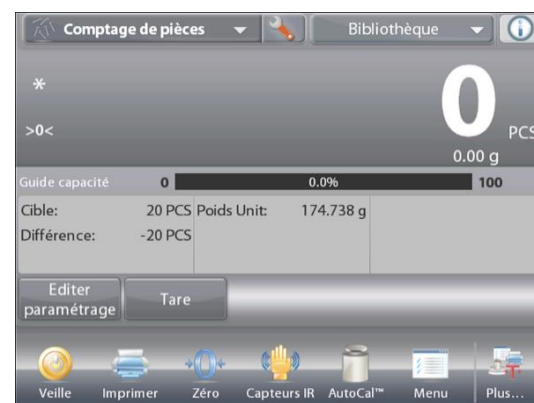 Comptage de pièces Bibliothèque
*
0 PCS
>0<
0.00 g
Guide capacité 0 0.0% 100
Cible: 20 PCS Poids Unit: 174.738 g
Différence: -20 PCS
Editer
paramétrage
Tare
Veille Imprimer Zéro Capteurs IR AutoCal™ Menu Plus...